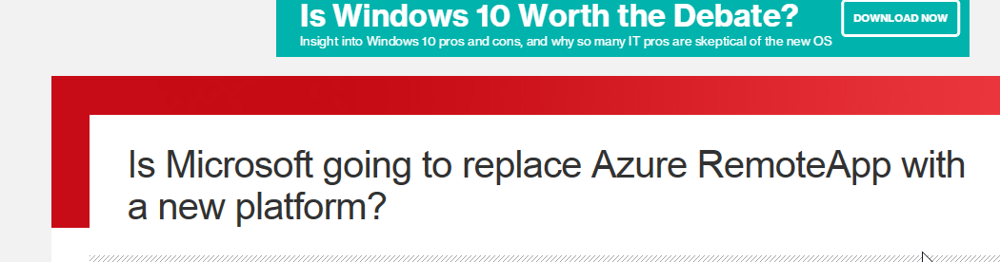 Is Windows 10 Worth the Debate?
DOWNLOAD NOW
Insight into Windows 10 pros and cons, and why so many IT pros are skeptical of the new OS
Is Microsoft going to replace Azure RemoteApp with
a new platform?